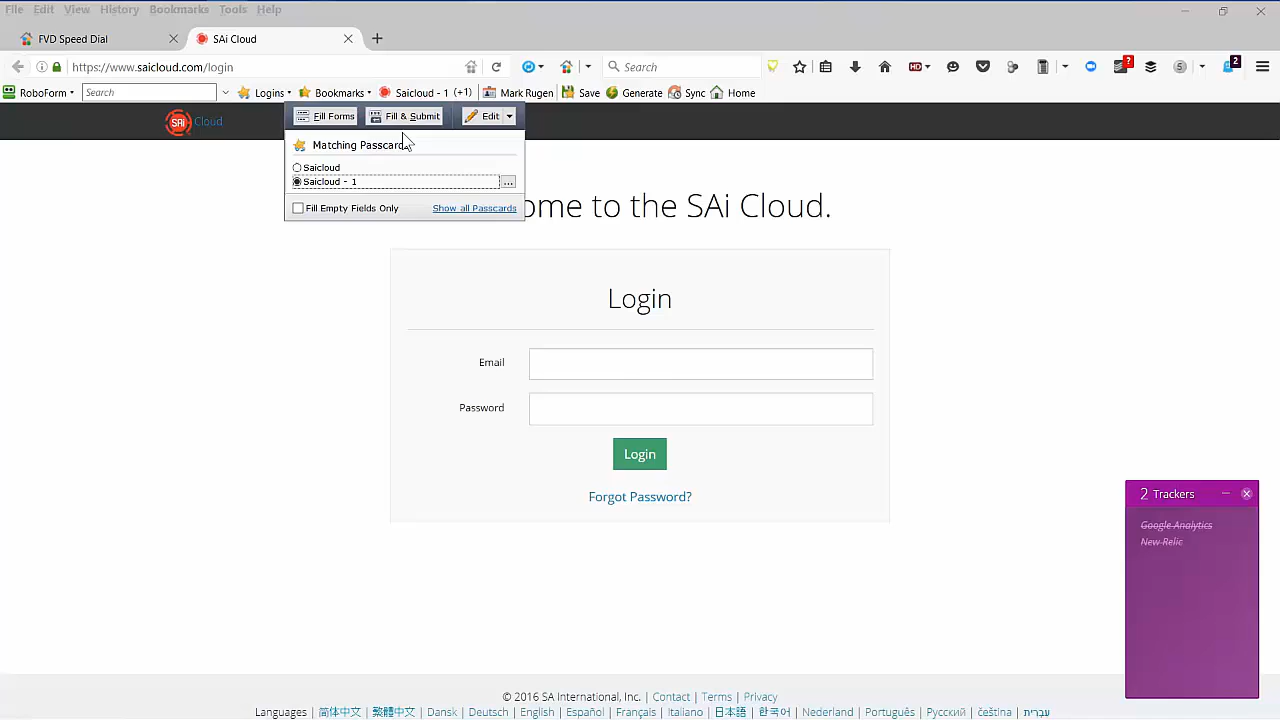 File Edit View History Bookmarks Tools Help
FVD Speed Dial SAi Cloud
https://www.saicloud.com/login Search HD ? 5 2
RoboForm Search Logins Bookmarks Saicloud - 1 (+1) Mark Rugen Save Generate Sync Home
SAi Cloud
Fill Forms Fill & Submit Edit
Matching Passcard
Saicloud
Saicloud - 1 ...
Fill Empty Fields Only Show all Passcards
ome to the SAi Cloud.
Login
Email
Password
Login
Forgot Password?
2 Trackers
Google Analytics
New Relic
© 2016 SA International, Inc. | Contact | Terms | Privacy
Languages | 简体中文 | 繁體中文 | Dansk | Deutsch | English | Español | Français | Italiano | 日本語 | 한국어 | Nederland | Português | Русский | čeština | עברית